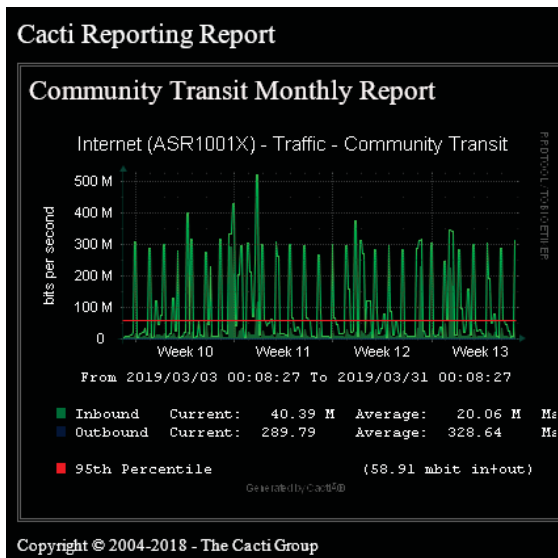 Cacti Reporting Report
Community Transit Monthly Report
Internet (ASR1001X) - Traffic - Community Transit
bits per second
500 M
400 M
300 M
200 M
100 M
0
Week 10 Week 11 Week 12 Week 13
From 2019/03/03 00:08:27 To 2019/03/31 00:08:27
Inbound Current: 40.39 M Average: 20.06 M
Outbound Current: 289.79 Average: 328.64
95th Percentile (58.91 mbit in+out)
Generated by CactiÂ®
Copyright © 2004-2018 - The Cacti Group